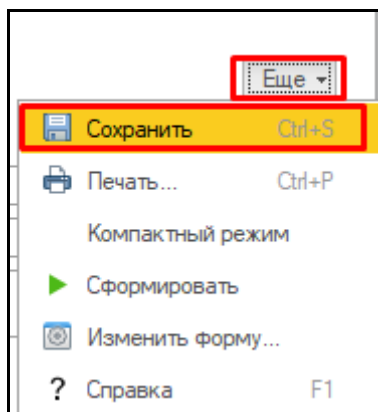 Еще
Сохранить Ctrl+S
Печать... Ctrl+P
Компактный режим
Сформировать
Изменить форму...
? Справка F1